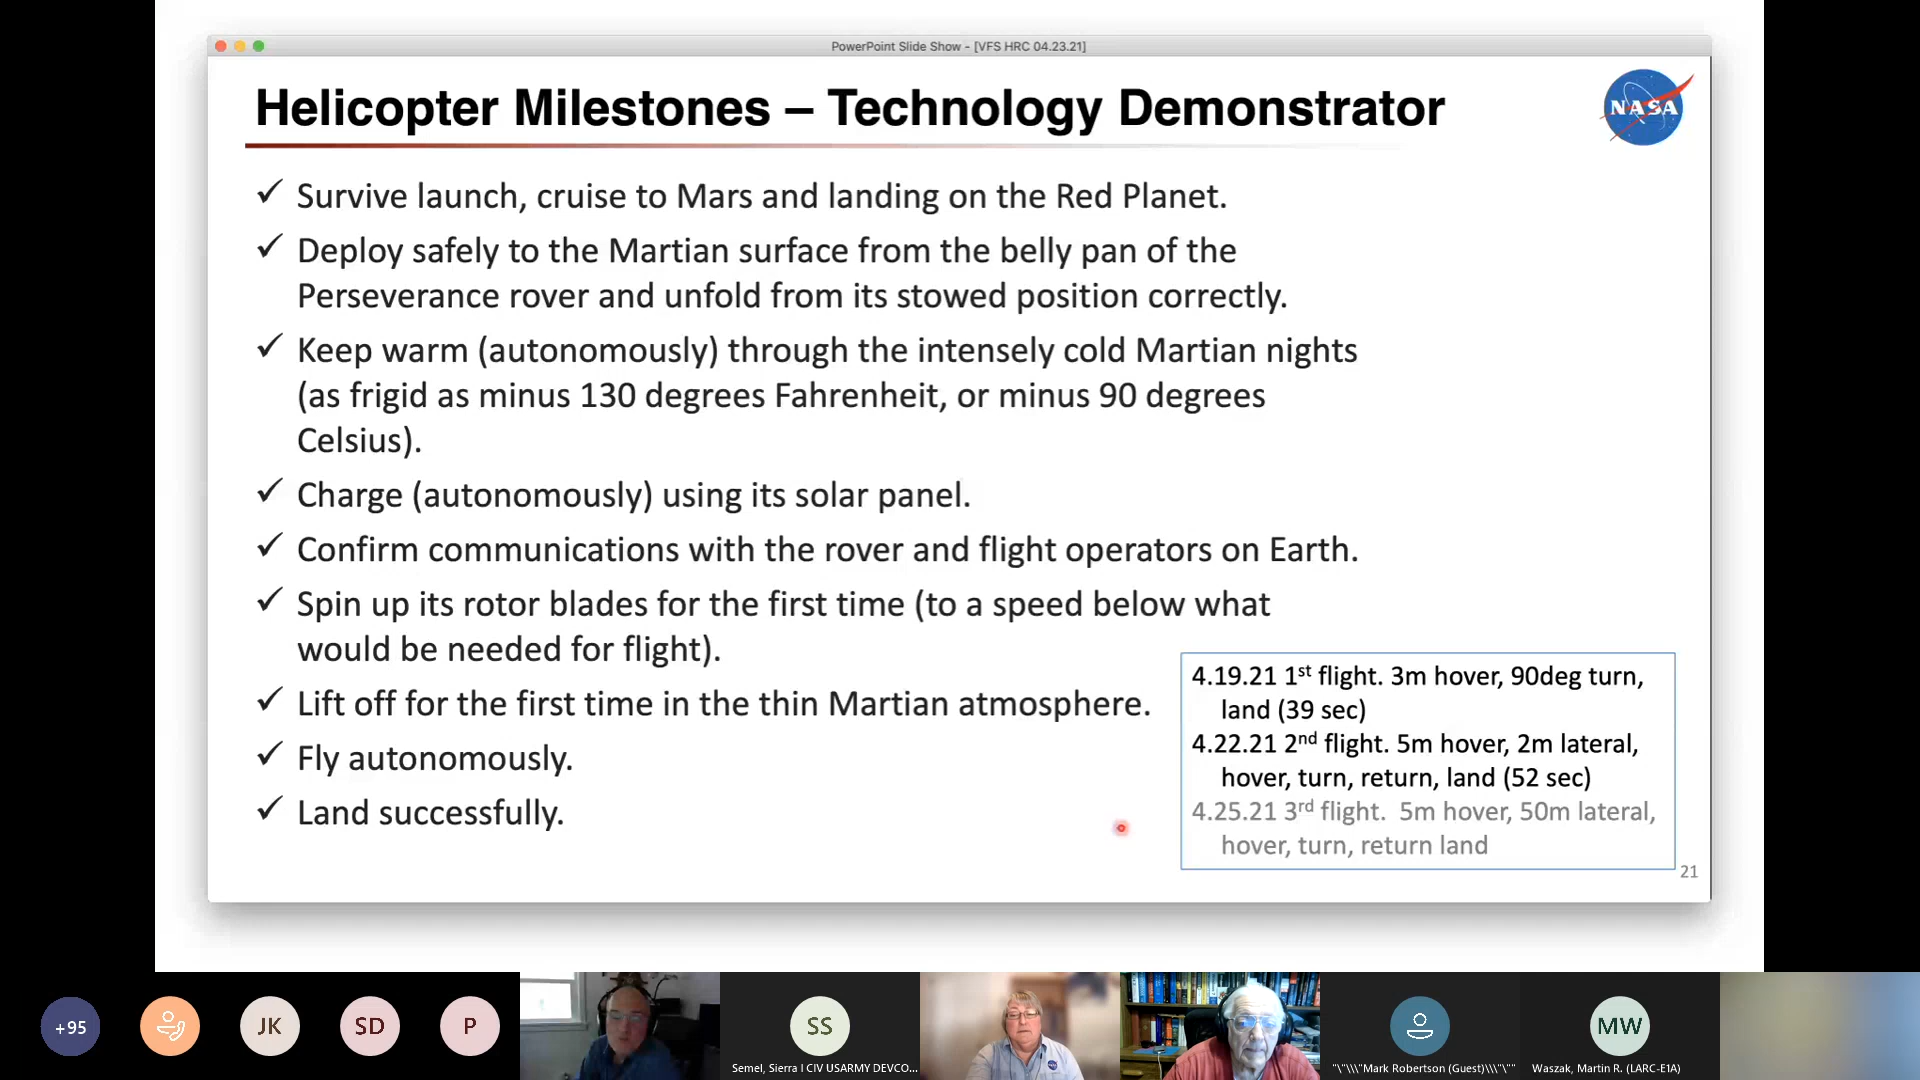 PowerPoint Slide Show - [VFS HRC 04.23.21]
Helicopter Milestones – Technology Demonstrator
NASA
✓ Survive launch, cruise to Mars and landing on the Red Planet.
✓ Deploy safely to the Martian surface from the belly pan of the
Perseverance rover and unfold from its stowed position correctly.
✓ Keep warm (autonomously) through the intensely cold Martian nights
(as frigid as minus 130 degrees Fahrenheit, or minus 90 degrees
Celsius).
✓ Charge (autonomously) using its solar panel.
✓ Confirm communications with the rover and flight operators on Earth.
✓ Spin up its rotor blades for the first time (to a speed below what
would be needed for flight).
✓ Lift off for the first time in the thin Martian atmosphere.
✓ Fly autonomously.
✓ Land successfully.
4.19.21 1st flight. 3m hover, 90deg turn,
land (39 sec)
4.22.21 2nd flight. 5m hover, 2m lateral,
hover, turn, return, land (52 sec)
4.25.21 3rd flight. 5m hover, 50m lateral,
hover, turn, return land
21
+95
JK
SD
P
SS
Semel, Sierra I CIV USARMY DEVCO...
"\"\\\"Mark Robertson (Guest)\\\"\""
MW
Waszak, Martin R. (LARC-E1A)